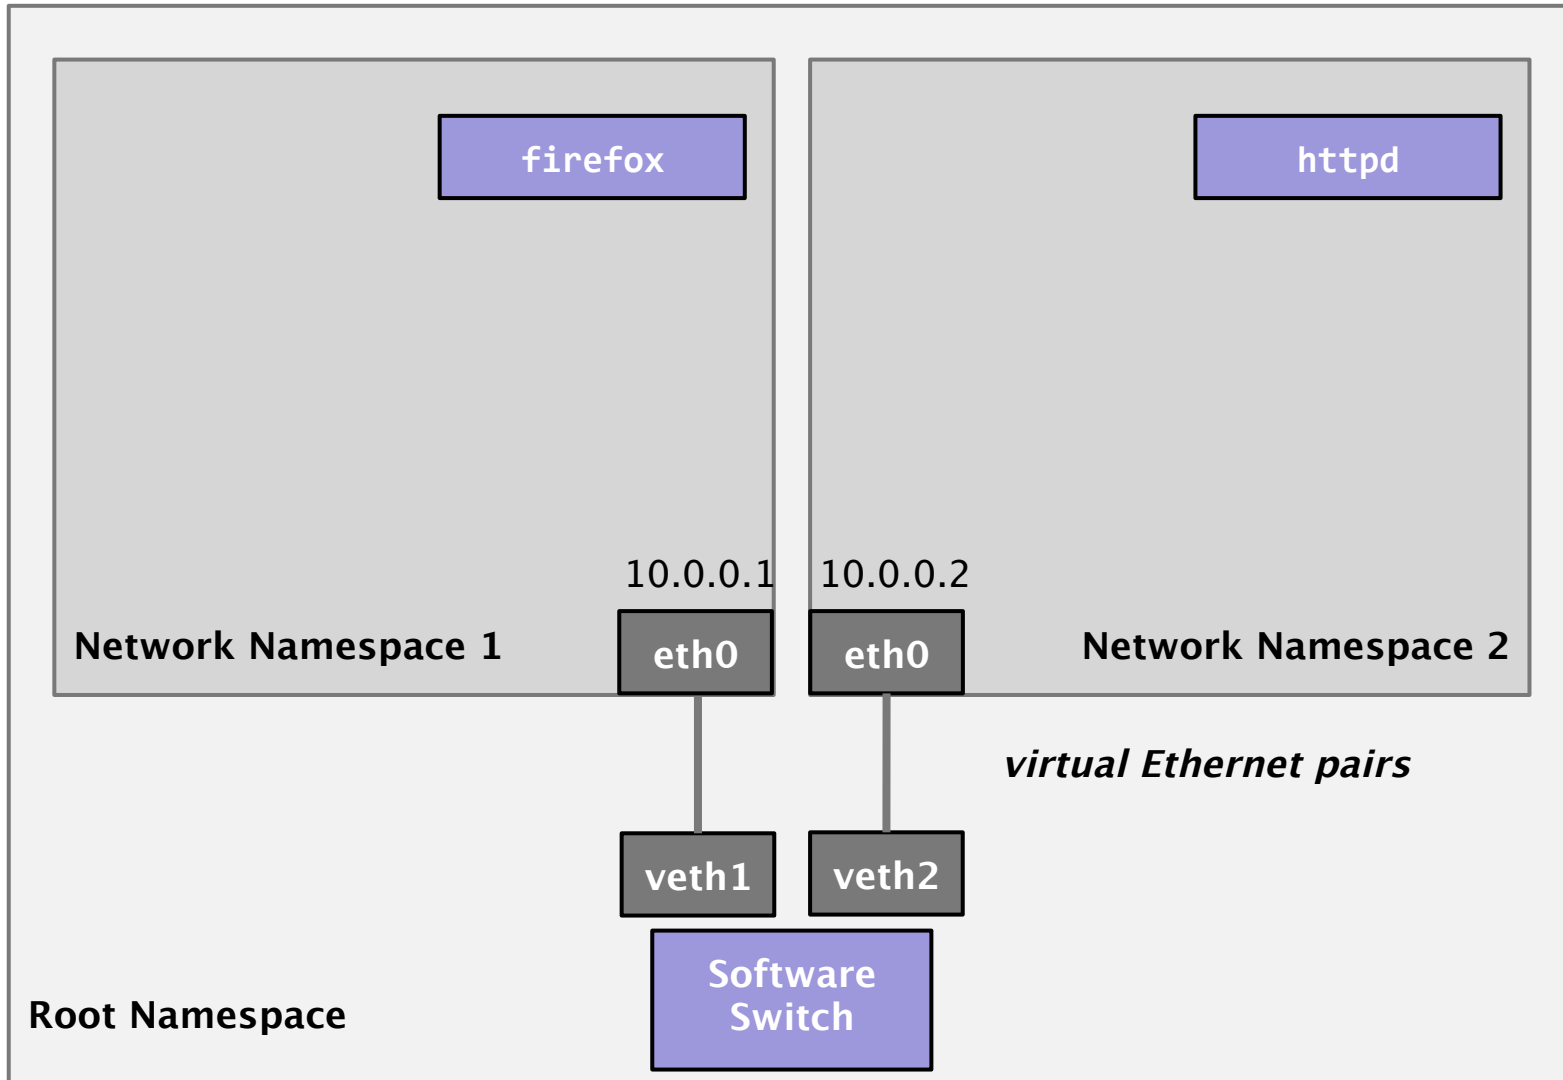 firefox
httpd
10.0.0.1
10.0.0.2
Network Namespace 1
eth0
eth0
Network Namespace 2
virtual Ethernet pairs
veth1
veth2
Software
Switch
Root Namespace